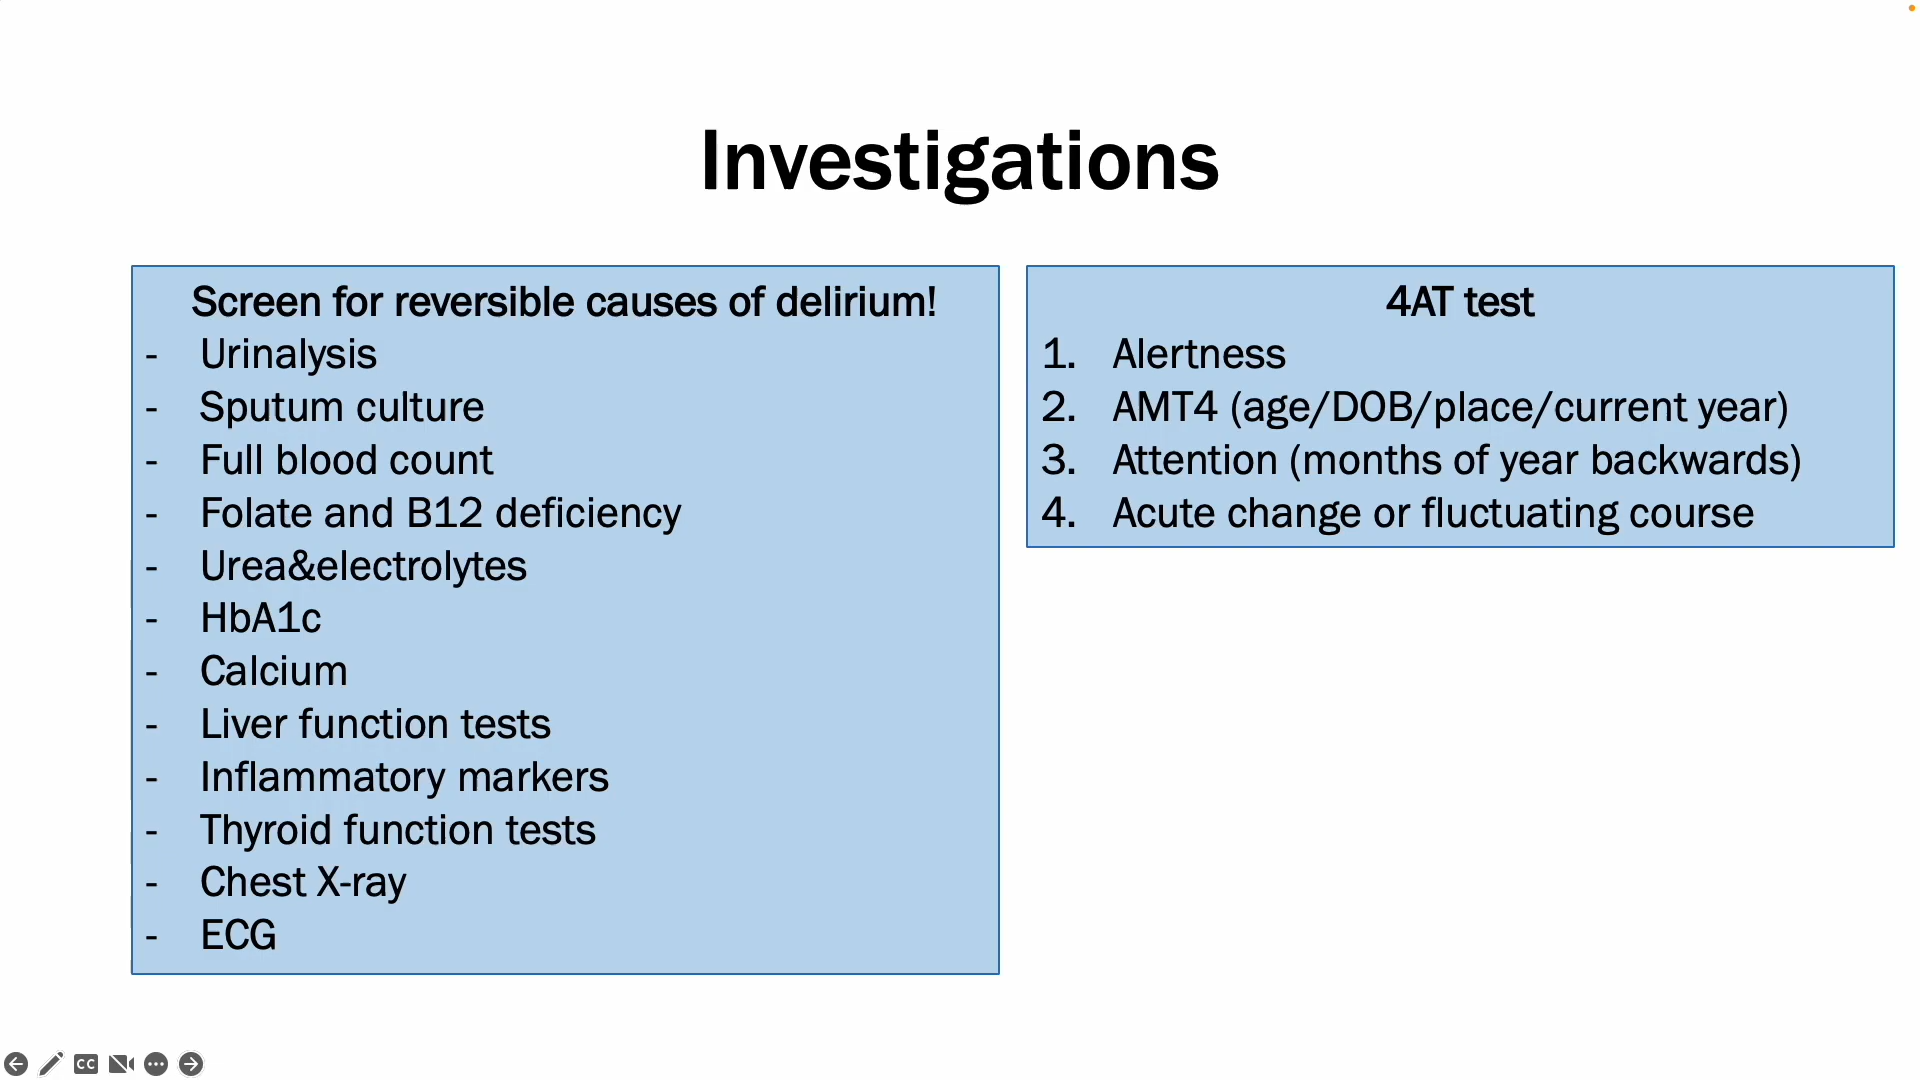 Investigations
Screen for reversible causes of delirium!
- Urinalysis
- Sputum culture
- Full blood count
- Folate and B12 deficiency
- Urea&electrolytes
- HbA1c
- Calcium
- Liver function tests
- Inflammatory markers
- Thyroid function tests
- Chest X-ray
- ECG
4AT test
1. Alertness
2. AMT4 (age/DOB/place/current year)
3. Attention (months of year backwards)
4. Acute change or fluctuating course
CC